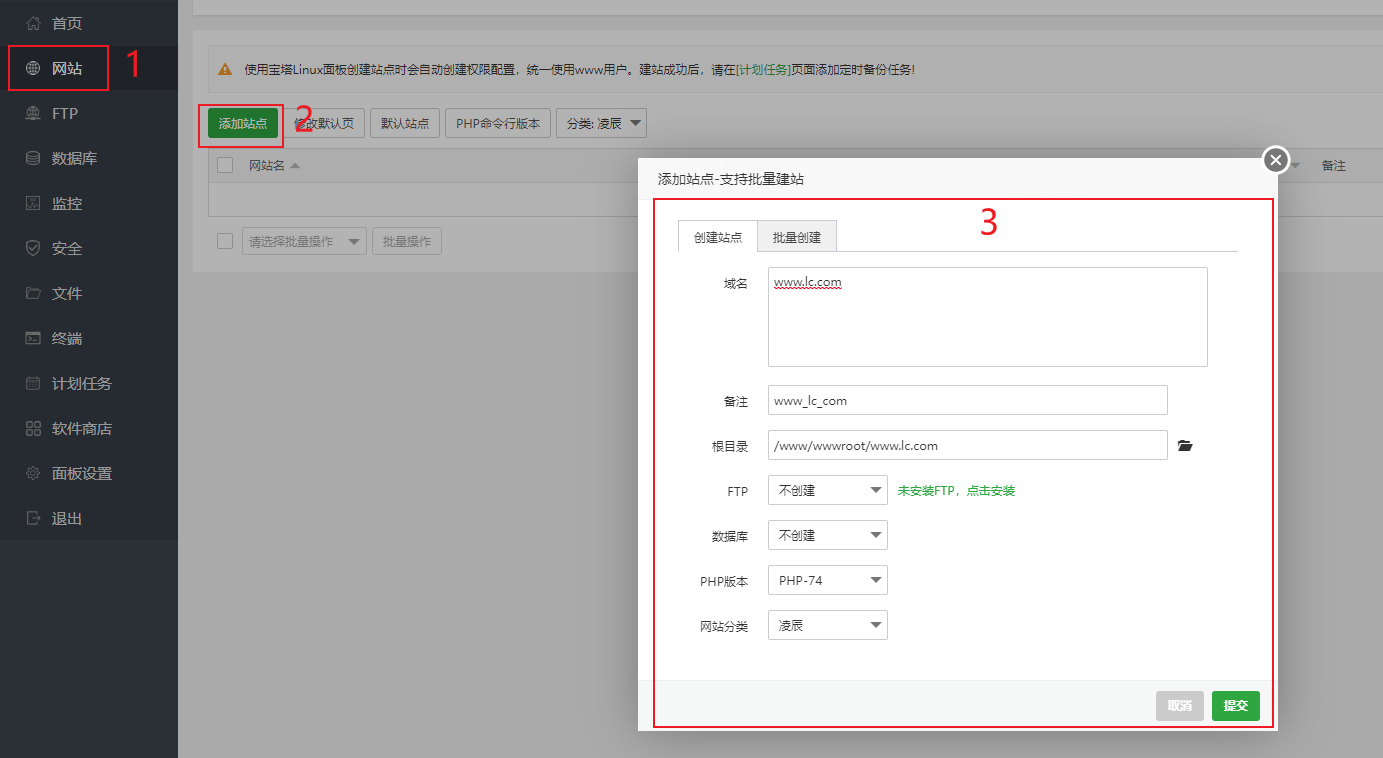 首页
网站
1
FTP
数据库
监控
安全
文件
终端
计划任务
软件商店
面板设置
退出
使用宝塔Linux面板创建站点时会自动创建权限配置，统一使用www用户。建站成功后，请在[计划任务]页面添加定时备份任务!
添加站点 2 修改默认页 默认站点 PHP命令行版本 分类: 凌辰
网站名 备注
请选择批量操作 批量操作
添加站点-支持批量建站
3
创建站点 批量创建
域名 www.lc.com
备注 www_lc_com
根目录 /www/wwwroot/www.lc.com
FTP 不创建 未安装FTP，点击安装
数据库 不创建
PHP版本 PHP-74
网站分类 凌辰
取消 提交